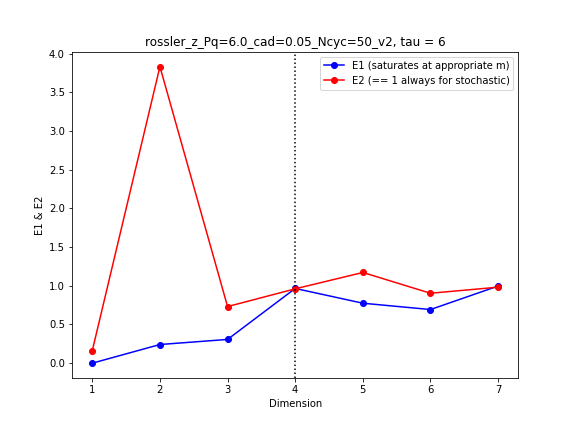 rossler_z_Pq=6.0_cad=0.05_Ncyc=50_v2, tau = 6
E1 (saturates at appropriate m)
E2 (== 1 always for stochastic)
E1 & E2
4.0
3.5
3.0
2.5
2.0
1.5
1.0
0.5
0.0
1 2 3 4 5 6 7
Dimension